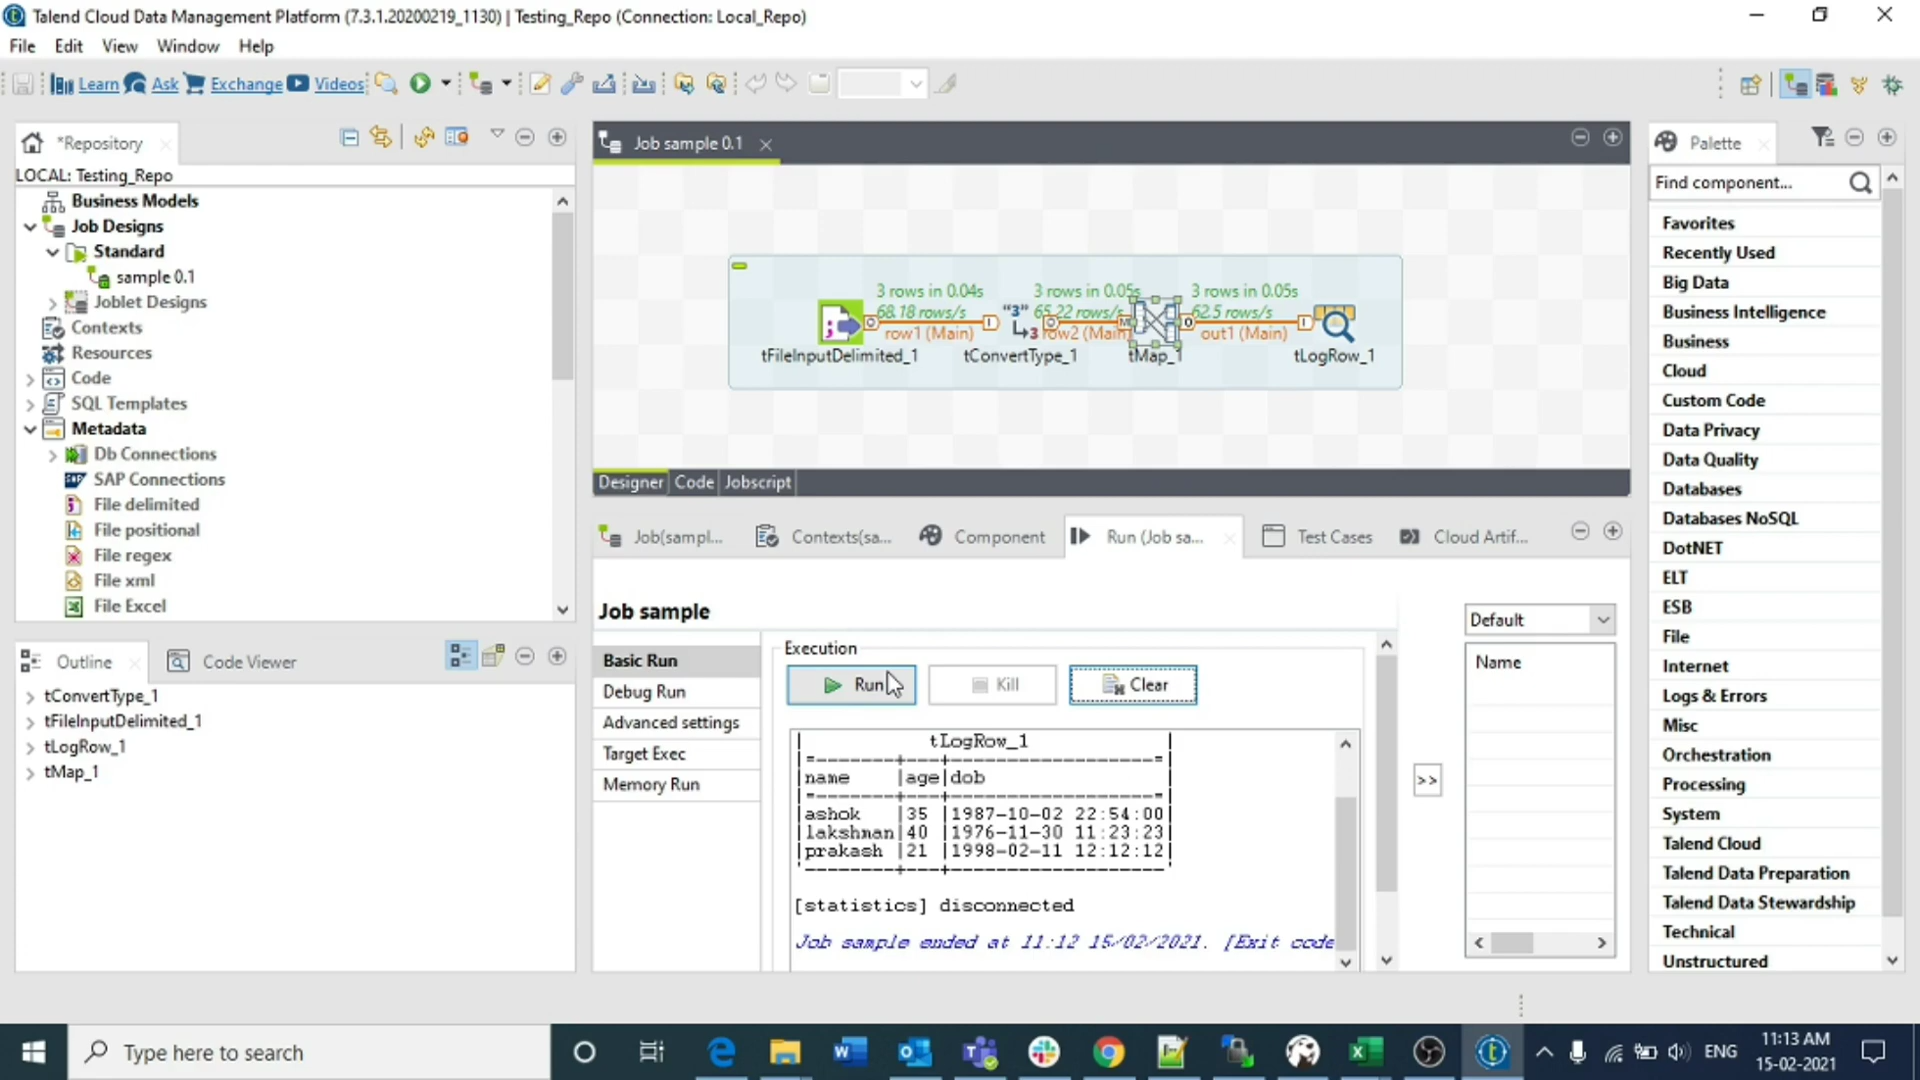 Talend Cloud Data Management Platform (7.3.1.20200219_1130) | Testing_Repo (Connection: Local_Repo)
File Edit View Window Help
Learn Ask Exchange Videos
*Repository
LOCAL: Testing_Repo
Business Models
Job Designs
Standard
sample 0.1
Joblet Designs
Contexts
Resources
Code
SQL Templates
Metadata
Db Connections
SAP Connections
File delimited
File positional
File regex
File xml
File Excel
Outline Code Viewer
tConvertType_1
tFileInputDelimited_1
tLogRow_1
tMap_1
Job sample 0.1
3 rows in 0.04s 3 rows in 0.05s 3 rows in 0.05s
68.18 rows/s 65.22 rows/s 62.5 rows/s
row1 (Main) row2 (Main) out1 (Main)
"3"
3
tFileInputDelimited_1 tConvertType_1 tMap_1 tLogRow_1
Designer Code Jobscript
Job(sampl... Contexts(sa... Component Run (Job sa... Test Cases Cloud Artif...
Job sample
Basic Run
Debug Run
Advanced settings
Target Exec
Memory Run
Execution
Run Kill Clear
tLogRow_1
name |age|dob
ashok |35 |1987-10-02 22:54:00
lakshman|40 |1976-11-30 11:23:23
prakash |21 |1998-02-11 12:12:12
[statistics] disconnected
Job sample ended at 11:12 15/02/2021. [Exit code
>>
Default
Name
Palette
Find component...
Favorites
Recently Used
Big Data
Business Intelligence
Business
Cloud
Custom Code
Data Privacy
Data Quality
Databases
Databases NoSQL
DotNET
ELT
ESB
File
Internet
Logs & Errors
Misc
Orchestration
Processing
System
Talend Cloud
Talend Data Preparation
Talend Data Stewardship
Technical
Unstructured
Type here to search
ENG
11:13 AM
15-02-2021